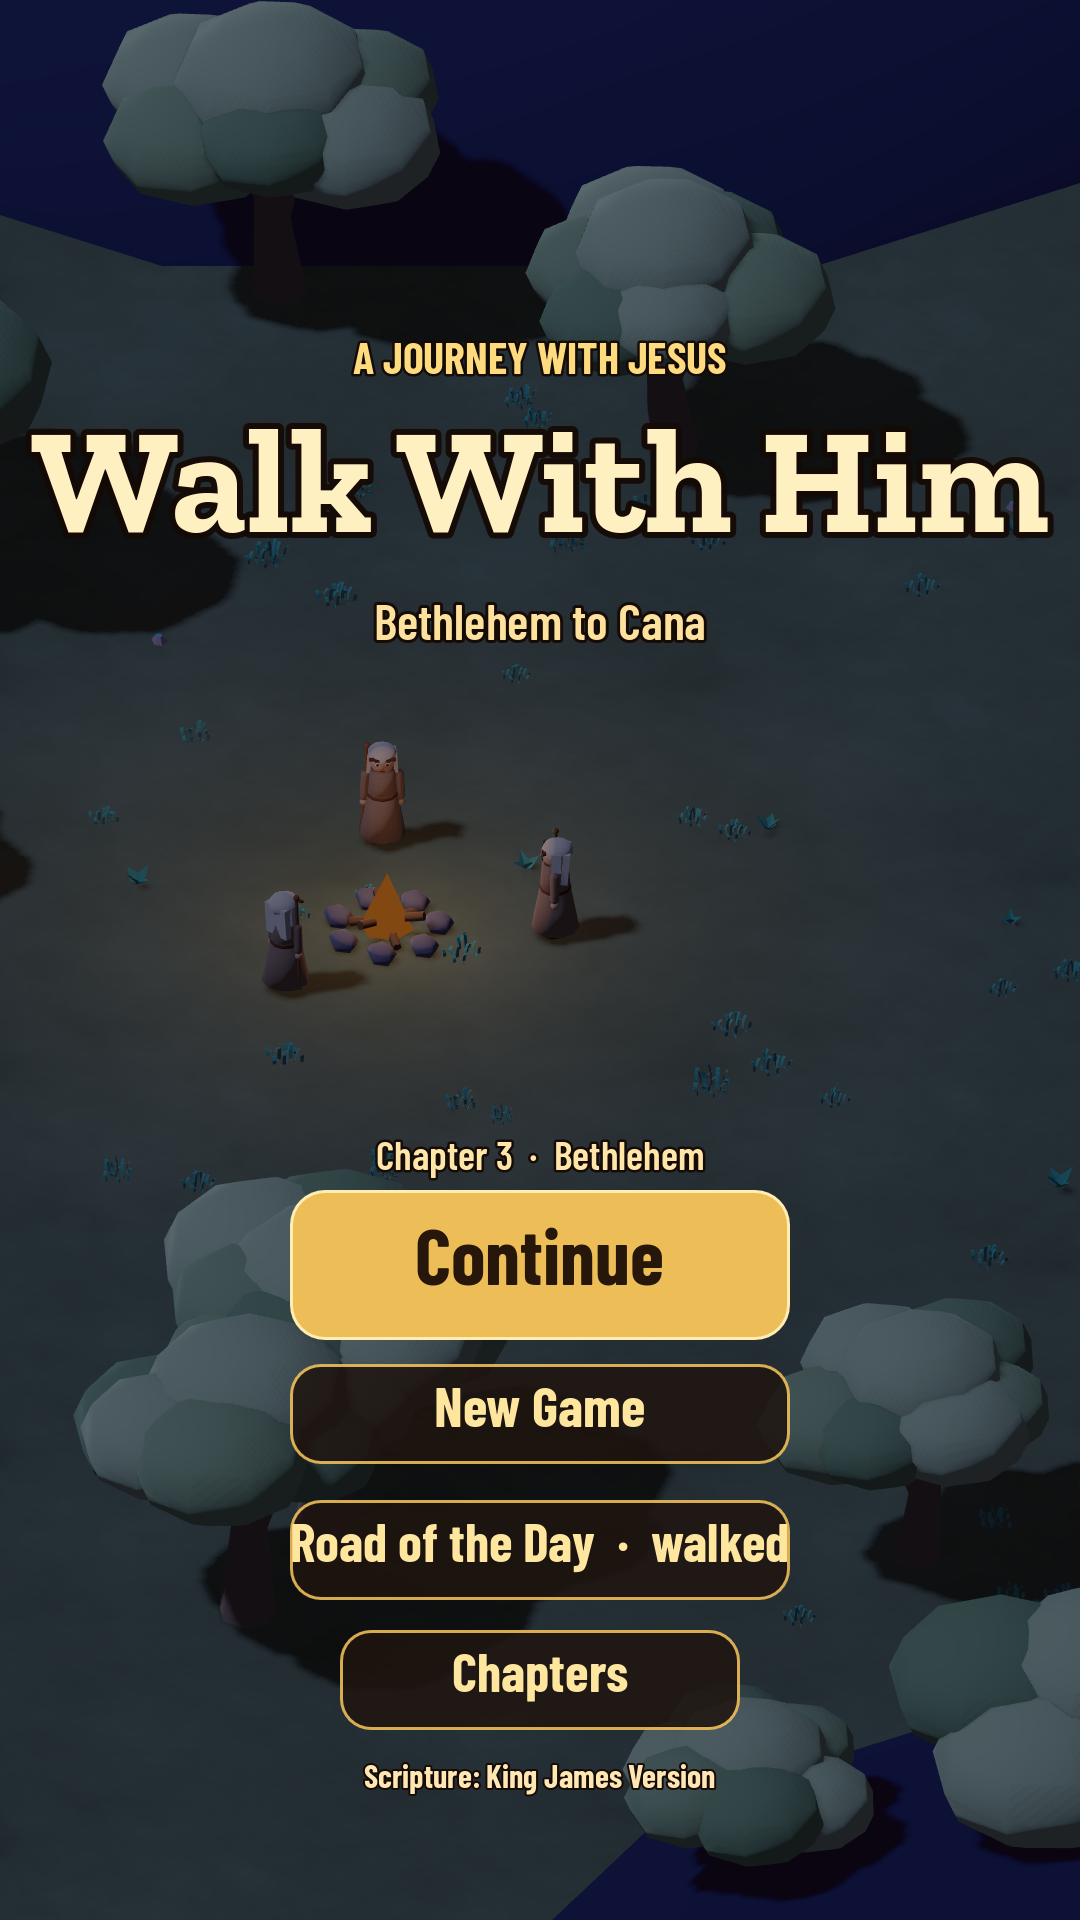 A JOURNEY WITH JESUS
Walk With Him
Bethlehem to Cana
Chapter 3 · Bethlehem
Continue
New Game
Road of the Day · walked
Chapters
Scripture: King James Version